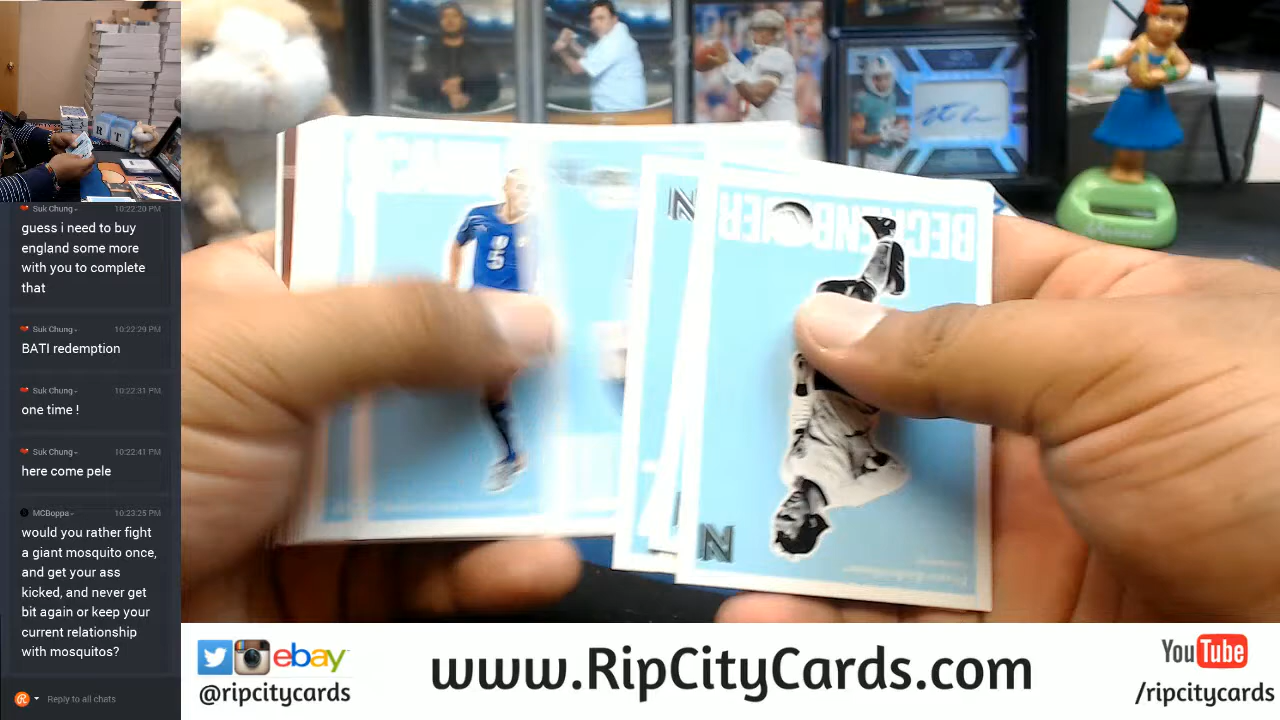 Suk Chung- 10:22:20 PM
guess i need to buy
england some more
with you to complete
that
Suk Chung- 10:22:29 PM
BATI redemption
Suk Chung- 10:22:31 PM
one time !
Suk Chung- 10:22:41 PM
here come pele
MCBoppa- 10:23:25 PM
would you rather fight
a giant mosquito once,
and get your ass
kicked, and never get
bit again or keep your
current relationship
with mosquitos?
Reply to all chats
R T
N
BECKENBAUER
N
ebay
@ripcitycards
www.RipCityCards.com
YouTube
/ripcitycards